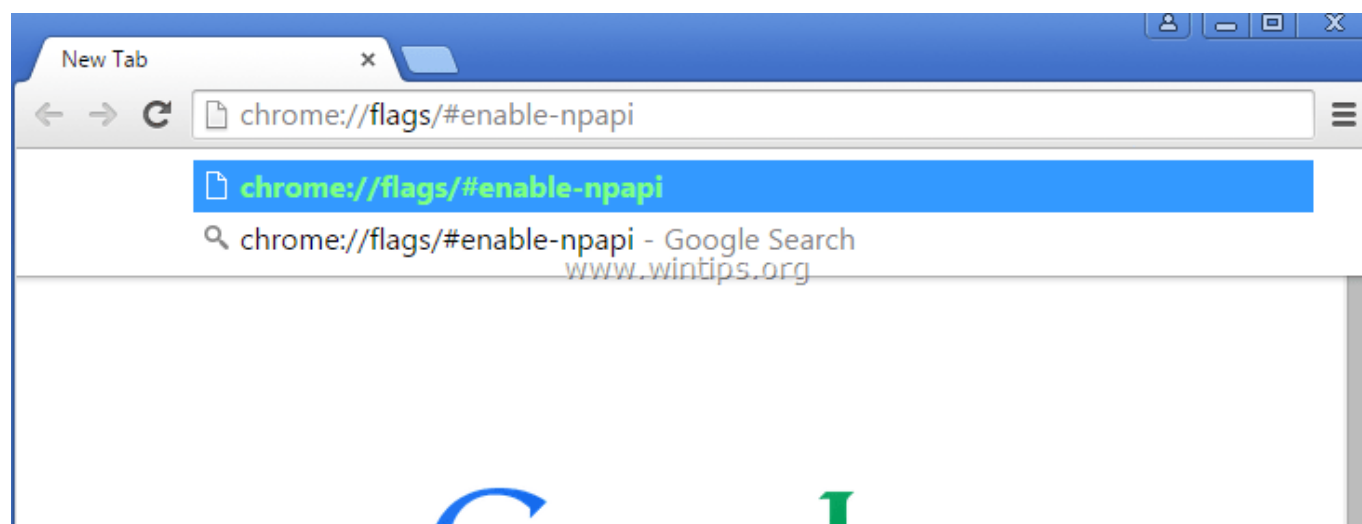 New Tab
chrome://flags/#enable-npapi
chrome://flags/#enable-npapi
chrome://flags/#enable-npapi - Google Search
www.wintips.org